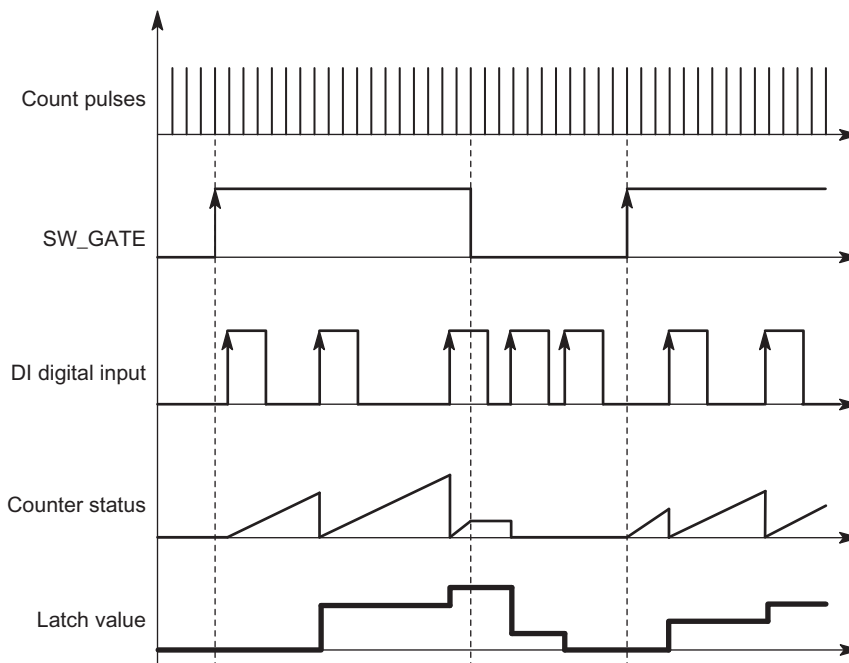 Count pulses
SW_GATE
DI digital input
Counter status
Latch value